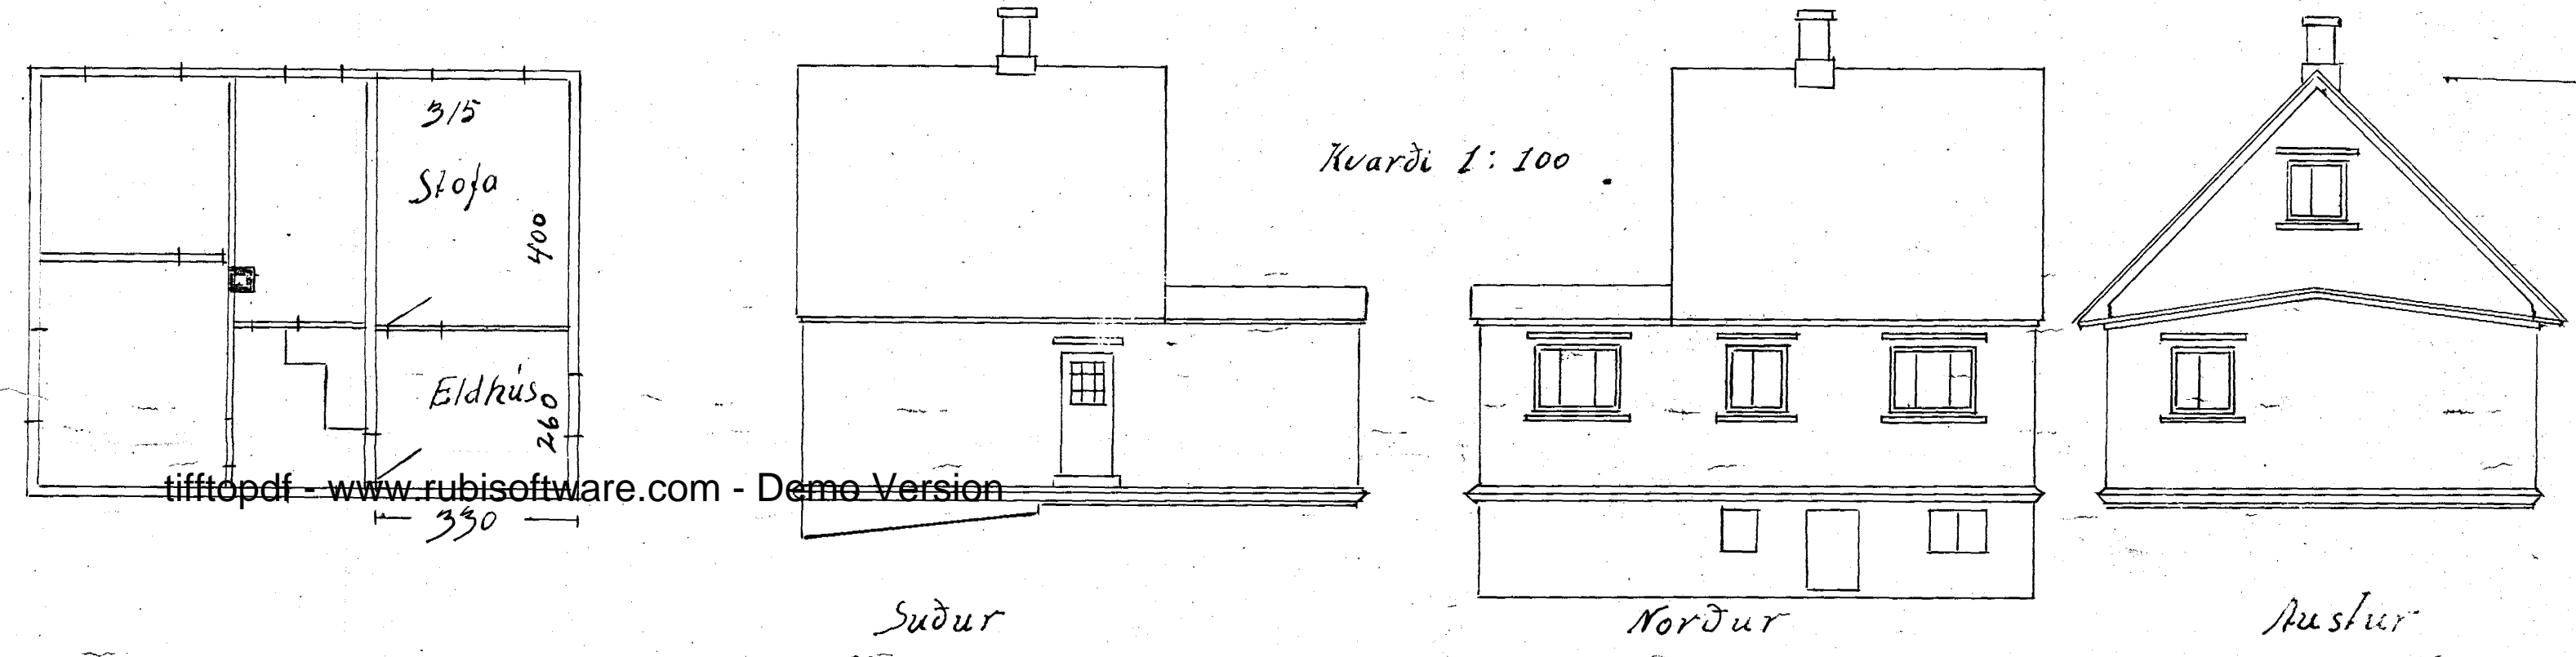 315
Stofa
400
Eldhús
260
330
tifftopdf - www.rubisoftware.com - Demo Version
Kvarði 1:100
Suður
Norður
Austur